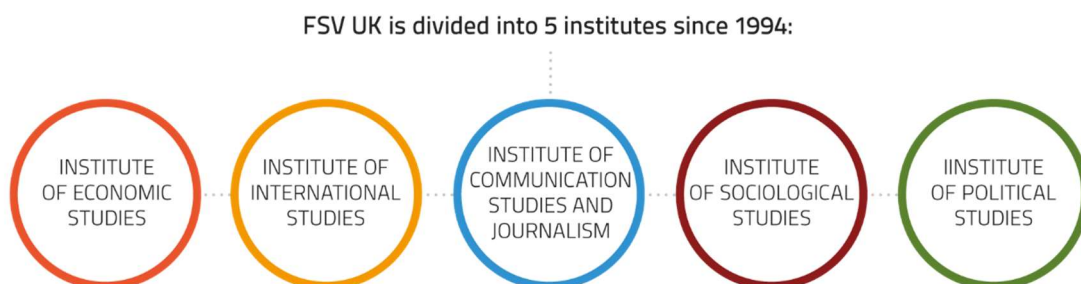 FSV UK is divided into 5 institutes since 1994:
INSTITUTE
OF ECONOMIC
STUDIES
INSTITUTE OF
INTERNATIONAL
STUDIES
INSTITUTE OF
COMMUNICATION
STUDIES AND
JOURNALISM
INSTITUTE
OF SOCIOLOGICAL
STUDIES
IINSTITUTE
OF POLITICAL
STUDIES